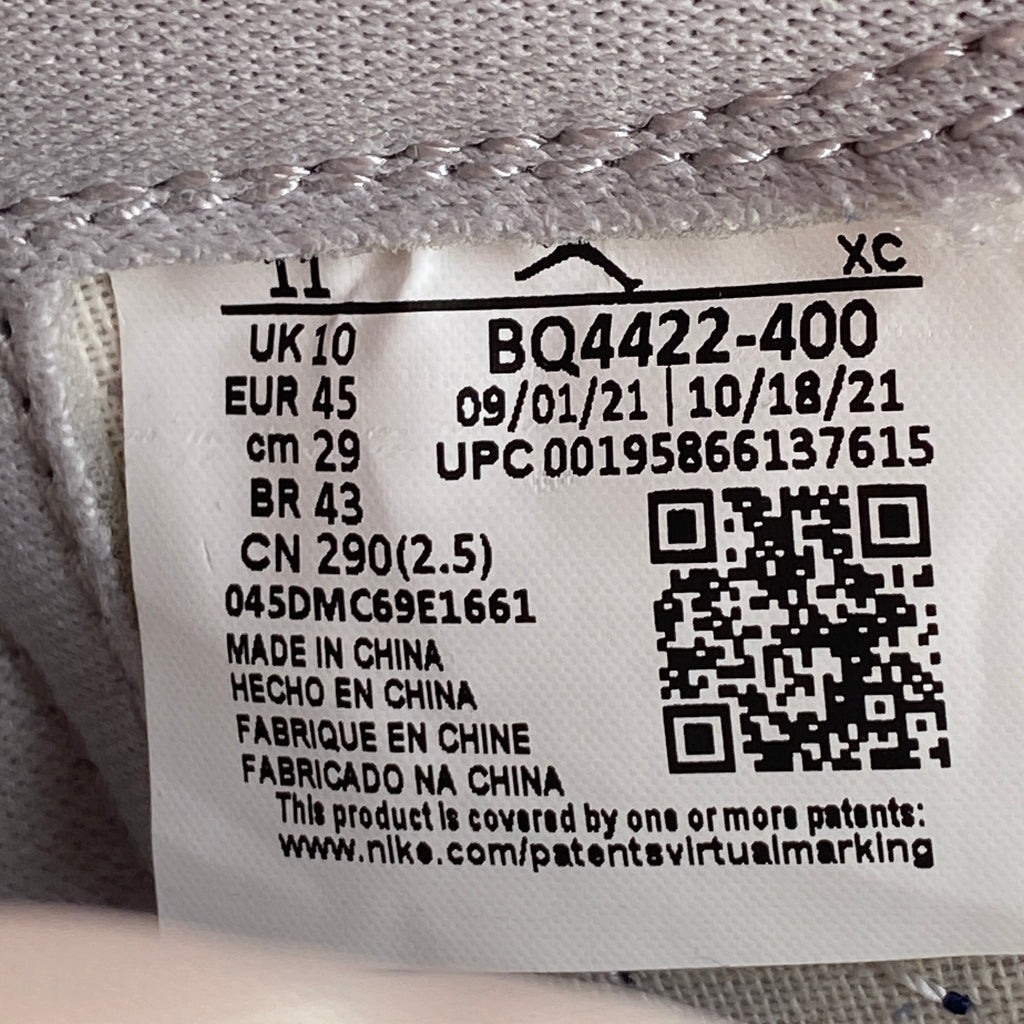 11 XC
UK 10 BQ4422-400
EUR 45 09/01/21 | 10/18/21
cm 29 UPC 00195866137615
BR 43
CN 290(2.5)
045DMC69E1661
MADE IN CHINA
HECHO EN CHINA
FABRIQUE EN CHINE
FABRICADO NA CHINA
This product is covered by one or more patents:
www.nike.com/patentsvirtualmarking